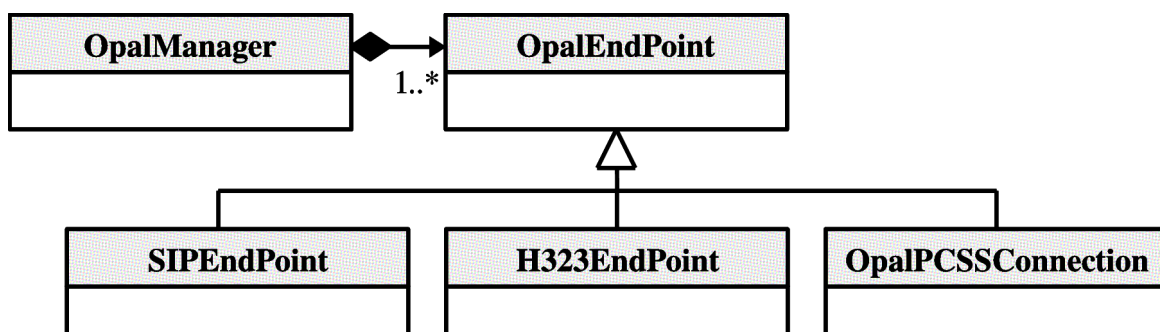 OpalManager
OpalEndPoint
1..*
SIPEndPoint
H323EndPoint
OpalPCSSConnection